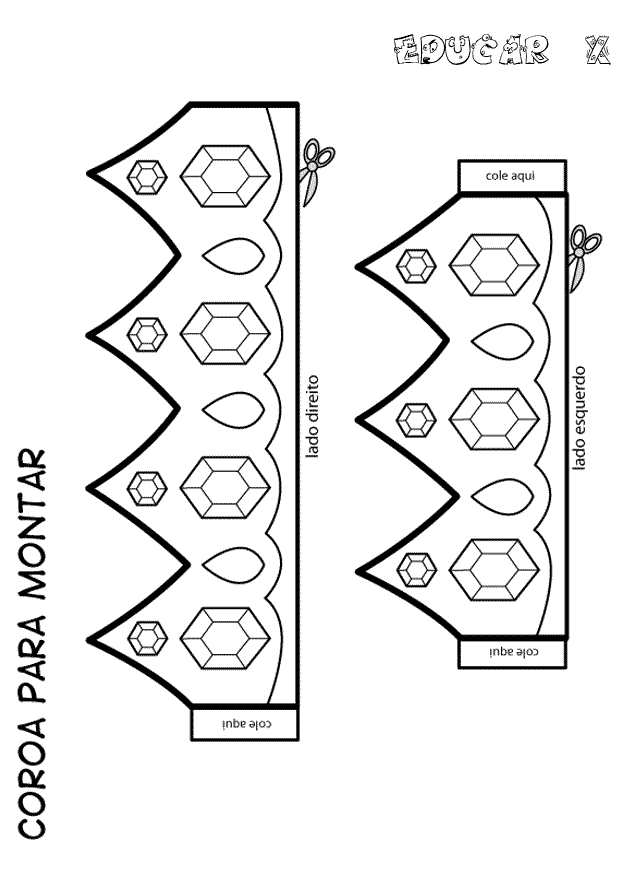 EDUCAR X
COROA PARA MONTAR
cole aqui
lado direito
cole aqui
lado esquerdo
cole aqui